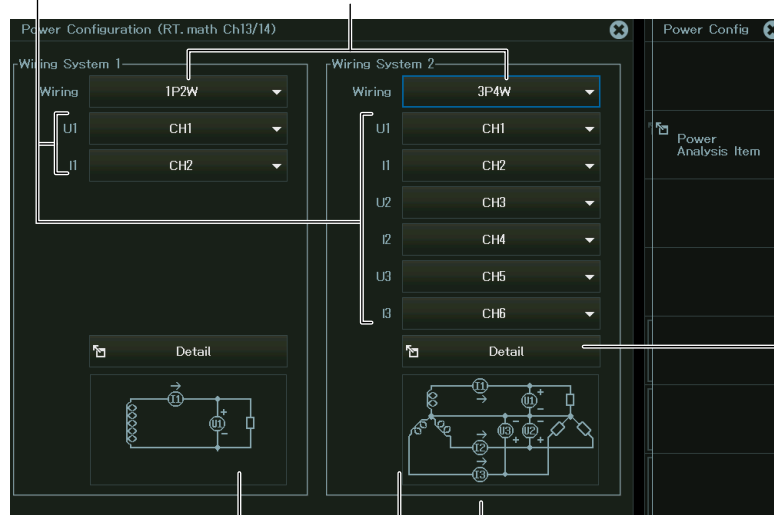 Power Configuration (RT. math Ch13/14)
Wiring System 1
Wiring 1P2W
U1 CH1
I1 CH2
Detail
I1
U1
+
−
Wiring System 2
Wiring 3P4W
U1 CH1
I1 CH2
U2 CH3
I2 CH4
U3 CH5
I3 CH6
Detail
I1
U1 +
−
− −
U3 U2
+ +
I2
I3
Power Config
Power
Analysis Item